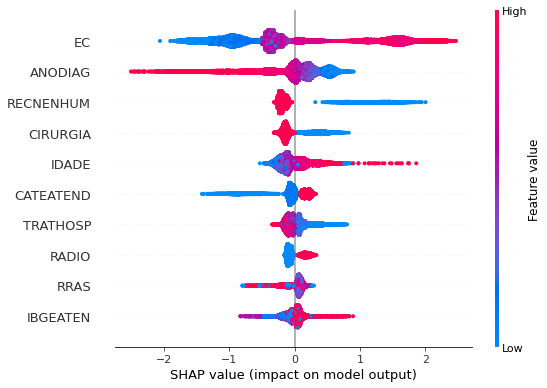 High
EC
ANODIAG
RECNENHUM
CIRURGIA
IDADE
CATEATEND
TRATHOSP
RADIO
RRAS
IBGEATEN
Feature value
Low
−2 −1 0 1 2
SHAP value (impact on model output)